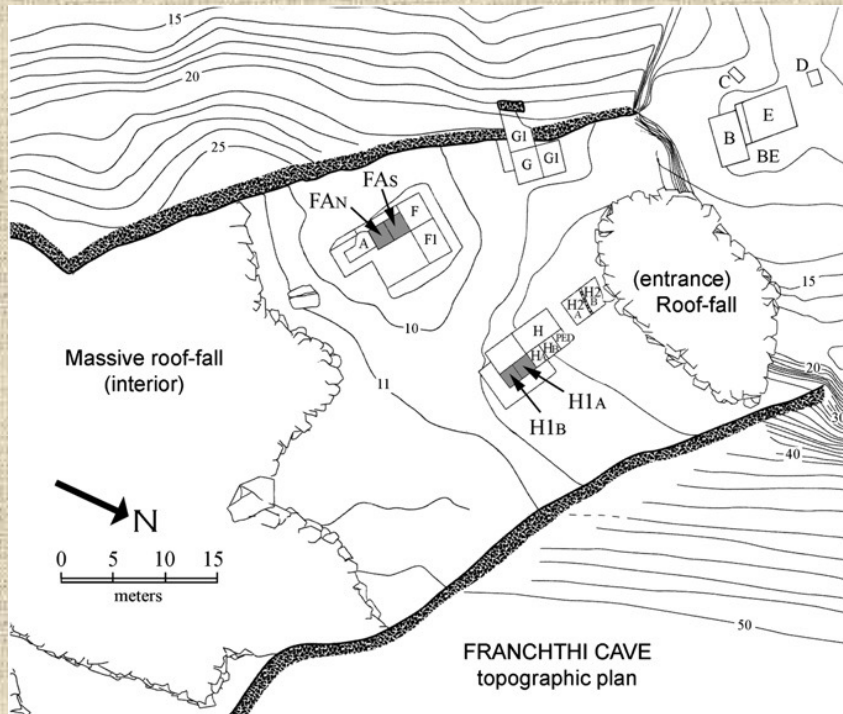 15
20
25
C
D
B
E
BE
G1
G
G1
FAS
FAN
F
A
F1
(entrance)
Roof-fall
15
H2
A
H2
B
10
H
PED
H1A
H1B
Massive roof-fall
(interior)
11
20
30
40
N
0 5 10 15
meters
50
FRANCHTHI CAVE
topographic plan